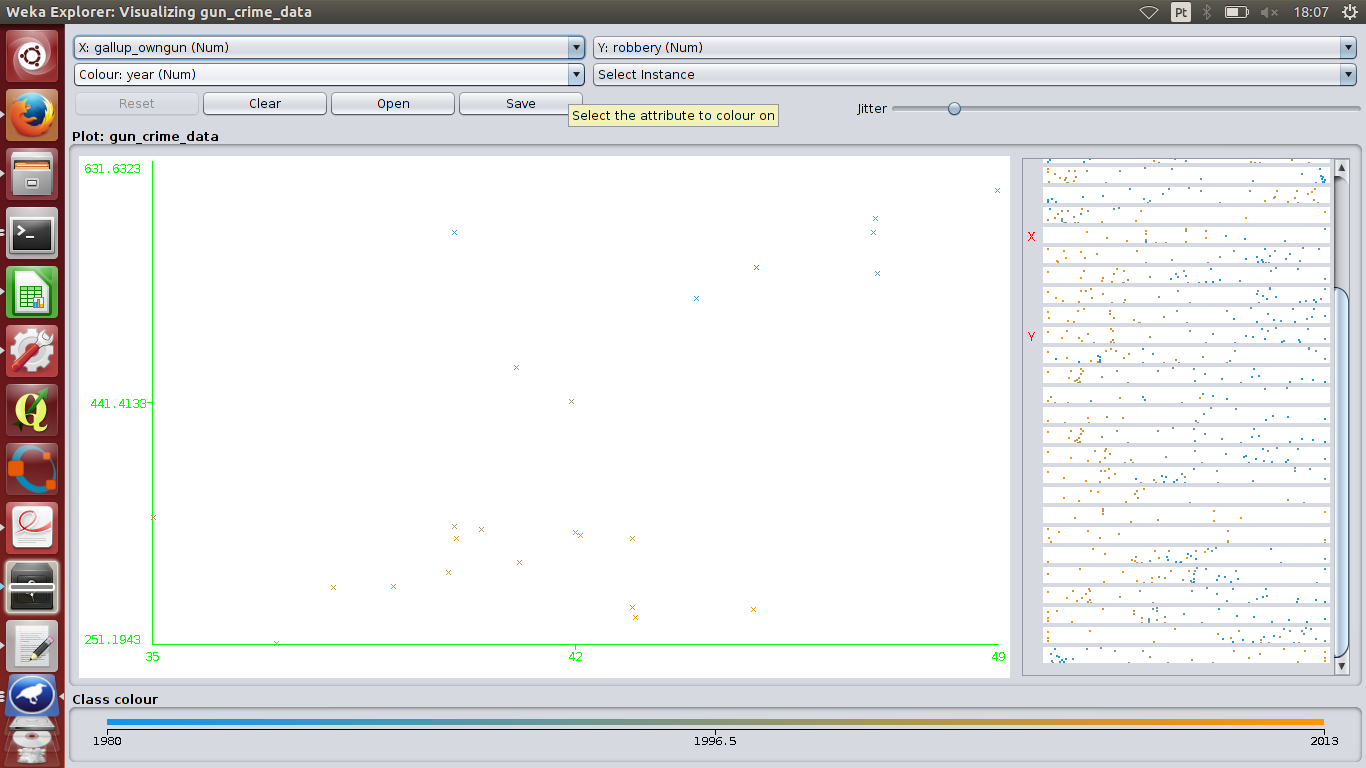 Weka Explorer: Visualizing gun_crime_data
Pt
18:07
X: gallup_owngun (Num)
Y: robbery (Num)
Colour: year (Num)
Select Instance
Reset
Clear
Open
Save
Select the attribute to colour on
Jitter
Plot: gun_crime_data
631.6323
441.4133
251.1943
35
42
49
X
Y
Class colour
1980
1996.5
2013